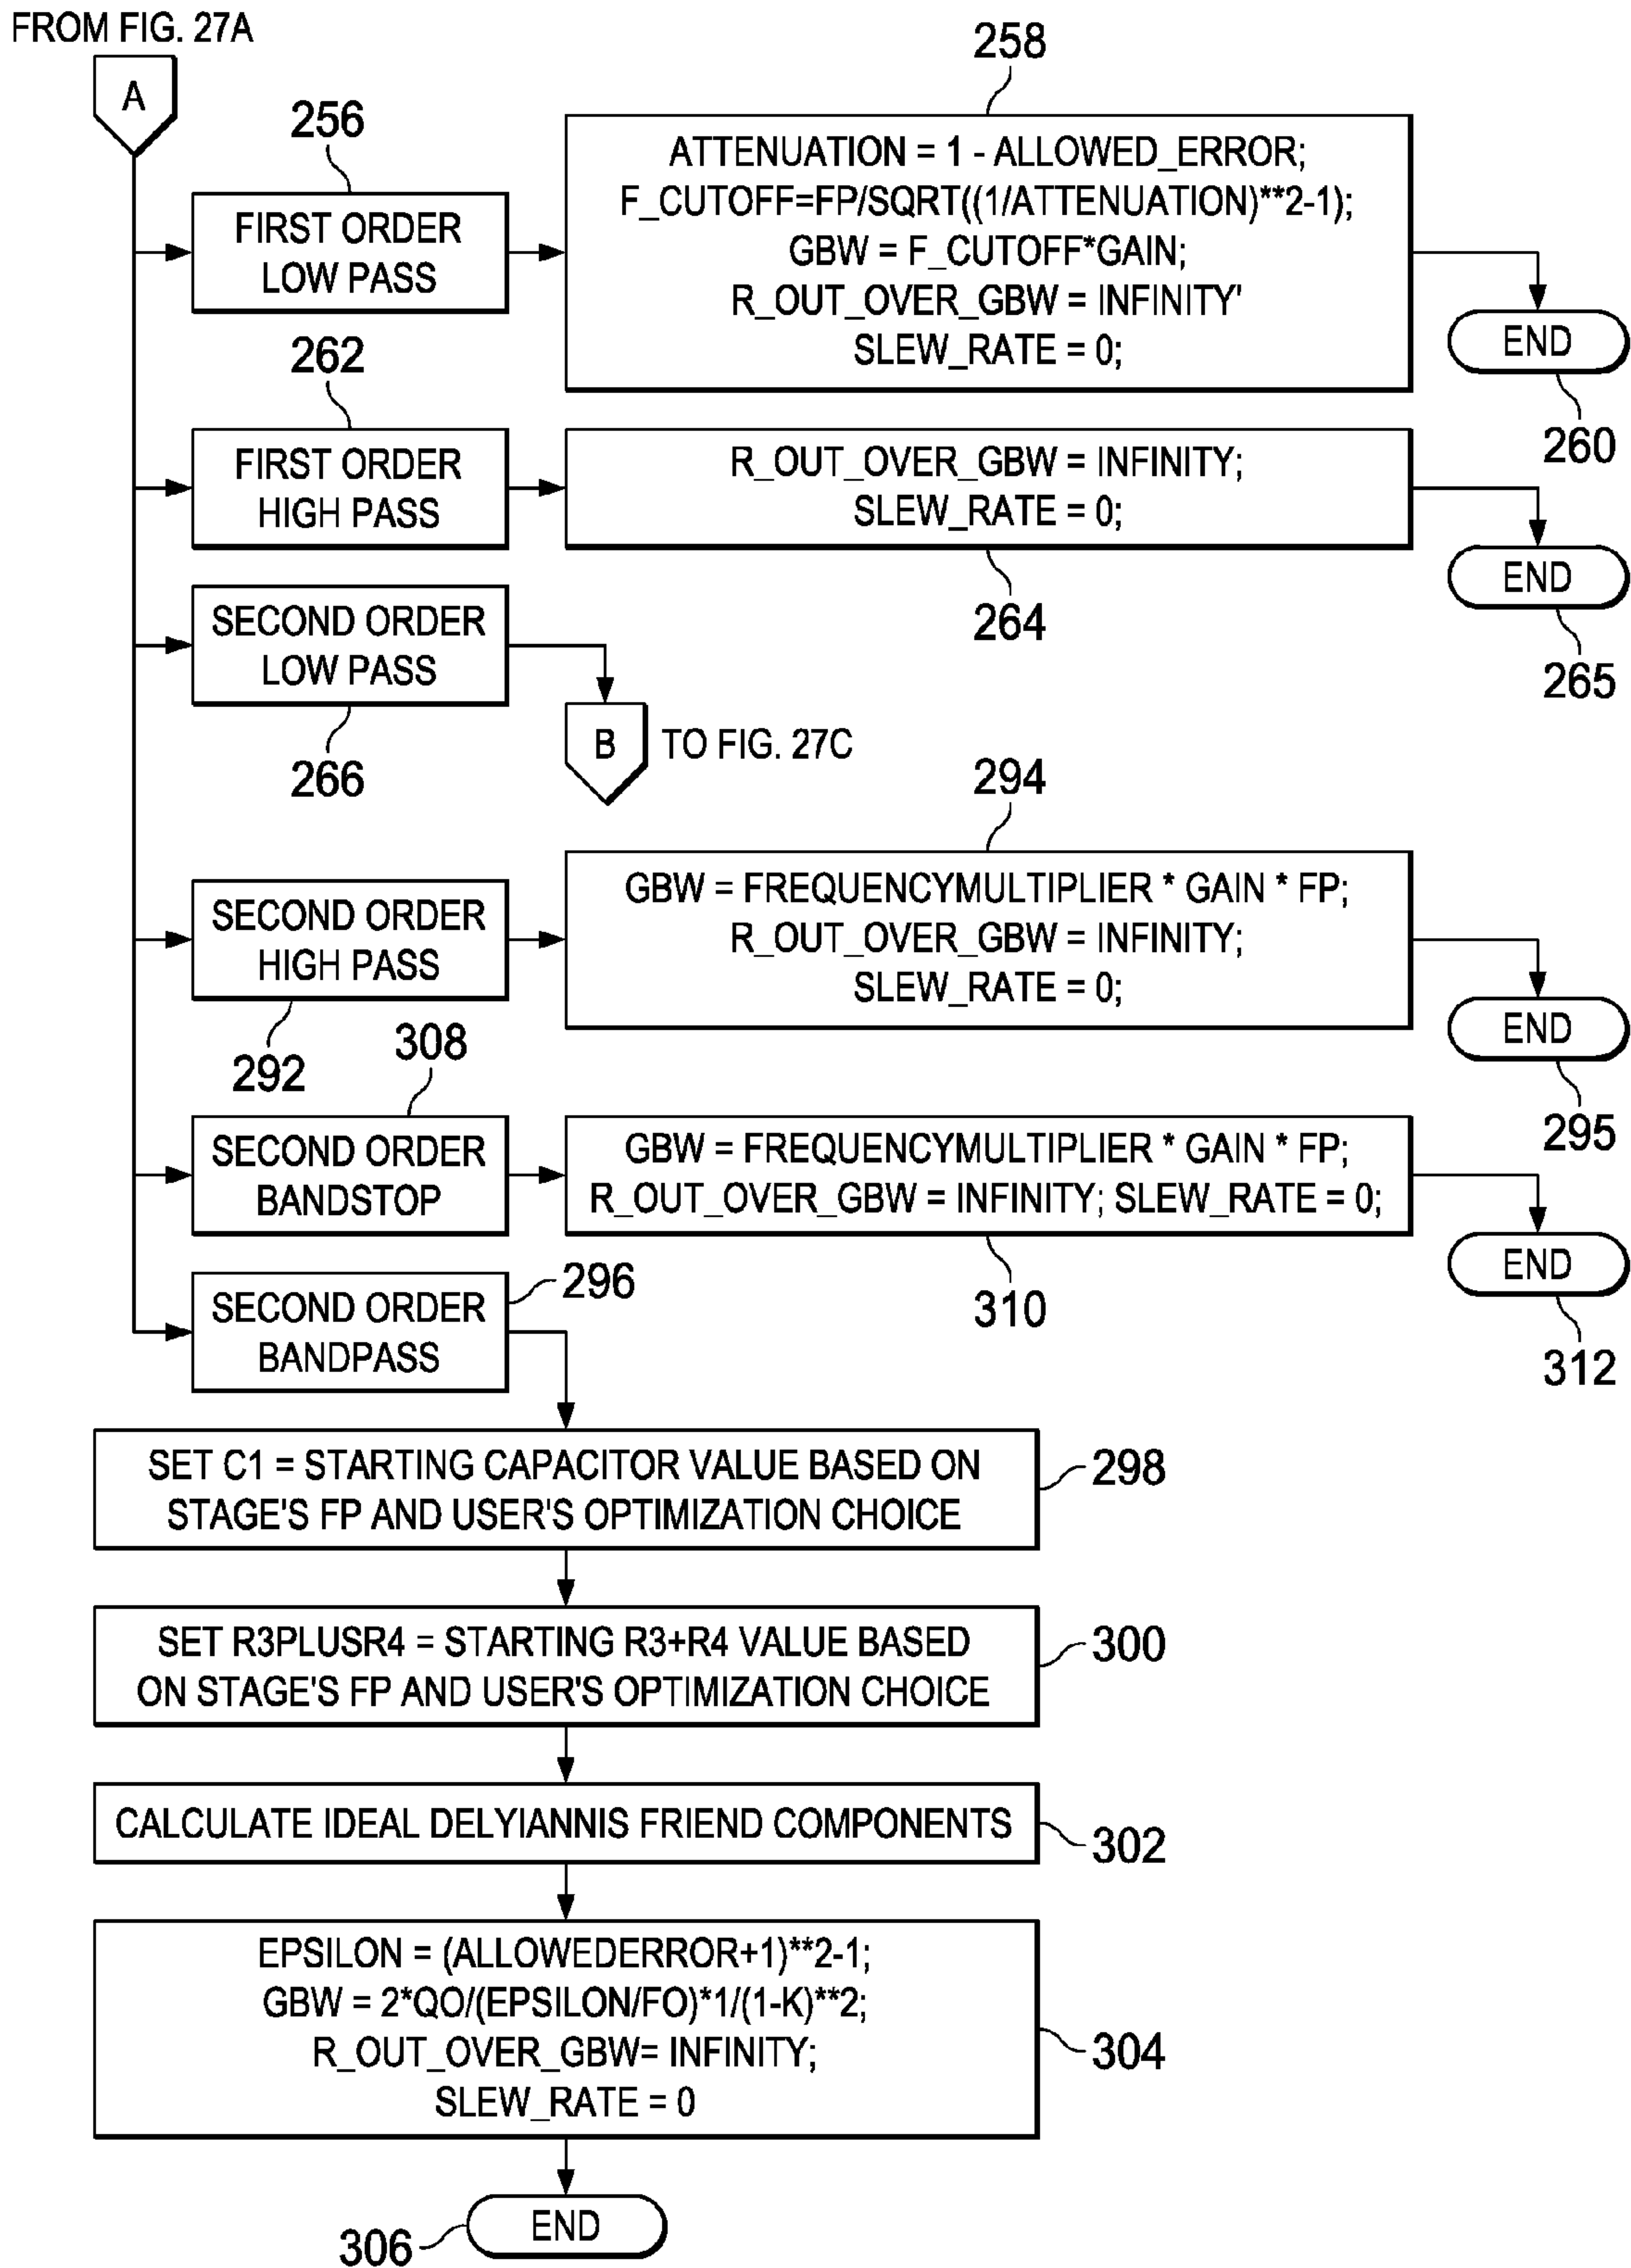 FROM FIG. 27A
A
258
256
ATTENUATION = 1 - ALLOWED_ERROR;
F_CUTOFF=FP/SQRT((1/ATTENUATION)**2-1);
GBW = F_CUTOFF*GAIN;
R_OUT_OVER_GBW = INFINITY'
SLEW_RATE = 0;
FIRST ORDER
LOW PASS
END
260
262
FIRST ORDER
HIGH PASS
R_OUT_OVER_GBW = INFINITY;
SLEW_RATE = 0;
264
END
265
SECOND ORDER
LOW PASS
266
B
TO FIG. 27C
294
SECOND ORDER
HIGH PASS
292
GBW = FREQUENCYMULTIPLIER * GAIN * FP;
R_OUT_OVER_GBW = INFINITY;
SLEW_RATE = 0;
END
295
308
SECOND ORDER
BANDSTOP
GBW = FREQUENCYMULTIPLIER * GAIN * FP;
R_OUT_OVER_GBW = INFINITY; SLEW_RATE = 0;
310
END
312
SECOND ORDER
BANDPASS
296
SET C1 = STARTING CAPACITOR VALUE BASED ON
STAGE'S FP AND USER'S OPTIMIZATION CHOICE
298
SET R3PLUSR4 = STARTING R3+R4 VALUE BASED
ON STAGE'S FP AND USER'S OPTIMIZATION CHOICE
300
CALCULATE IDEAL DELYIANNIS FRIEND COMPONENTS
302
EPSILON = (ALLOWEDERROR+1)**2-1;
GBW = 2*QO/(EPSILON/FO)*1/(1-K)**2;
R_OUT_OVER_GBW= INFINITY;
SLEW_RATE = 0
304
END
306